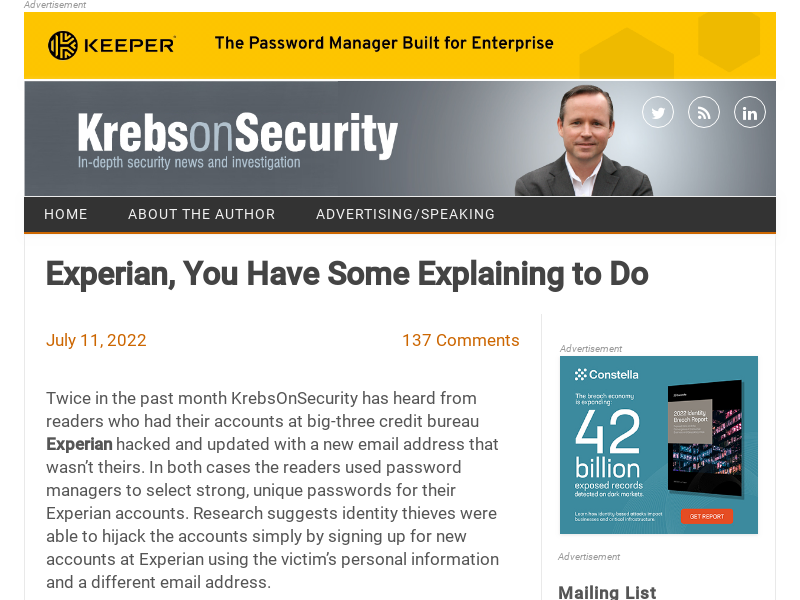 Advertisement
KEEPER
The Password Manager Built for Enterprise
KrebsonSecurity
In-depth security news and investigation
in
HOME ABOUT THE AUTHOR ADVERTISING/SPEAKING
Experian, You Have Some Explaining to Do
July 11, 2022
137 Comments
Twice in the past month KrebsOnSecurity has heard from
readers who had their accounts at big-three credit bureau
Experian hacked and updated with a new email address that
wasn’t theirs. In both cases the readers used password
managers to select strong, unique passwords for their
Experian accounts. Research suggests identity thieves were
able to hijack the accounts simply by signing up for new
accounts at Experian using the victim’s personal information
and a different email address.
Advertisement
Constella
The breach economy
is expanding:
42
billion
exposed records
detected on dark markets
Learn how identity-based attacks impact
businesses and critical infrastructure.
2022 Identity
Breach Report
GET REPORT
Advertisement
Mailing List